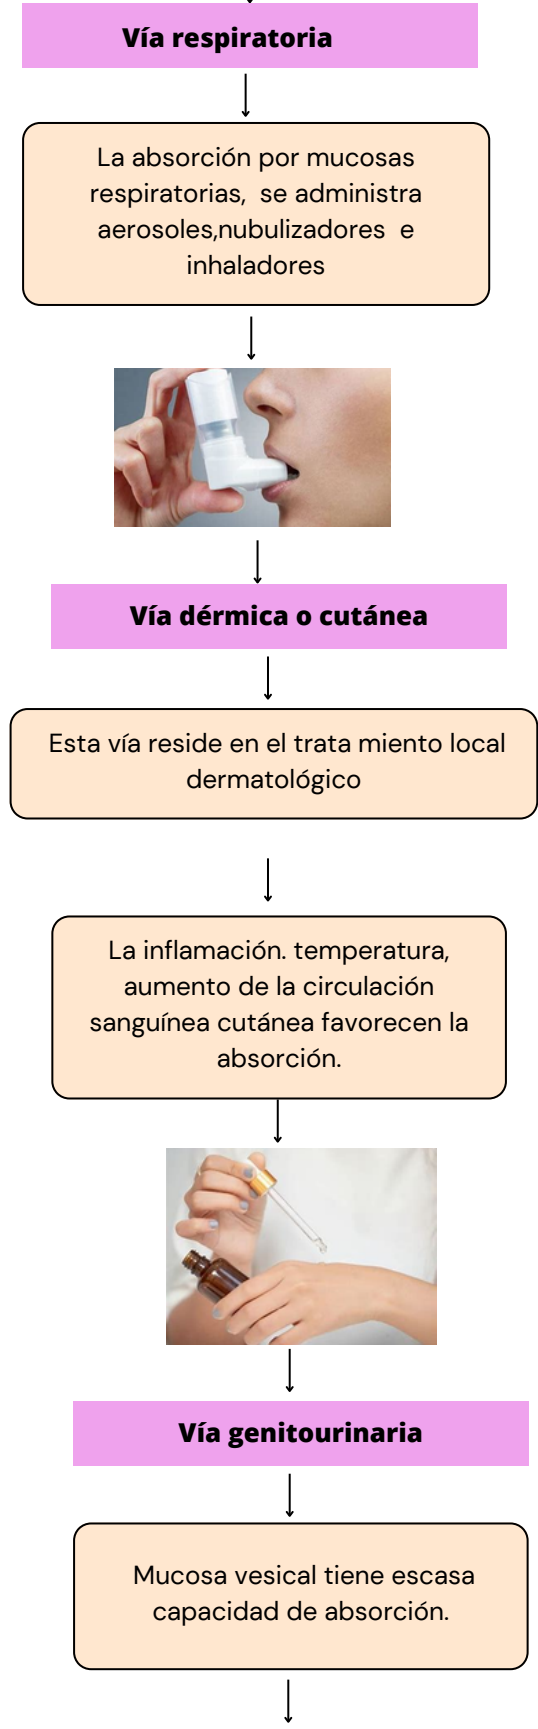 Vía respiratoria
La absorción por mucosas
respiratorias, se administra
aerosoles,nubulizadores e
inhaladores
Vía dérmica o cutánea
Esta vía reside en el trata miento local
dermatológico
La inflamación. temperatura,
aumento de la circulación
sanguínea cutánea favorecen la
absorción.
Vía genitourinaria
Mucosa vesical tiene escasa
capacidad de absorción.